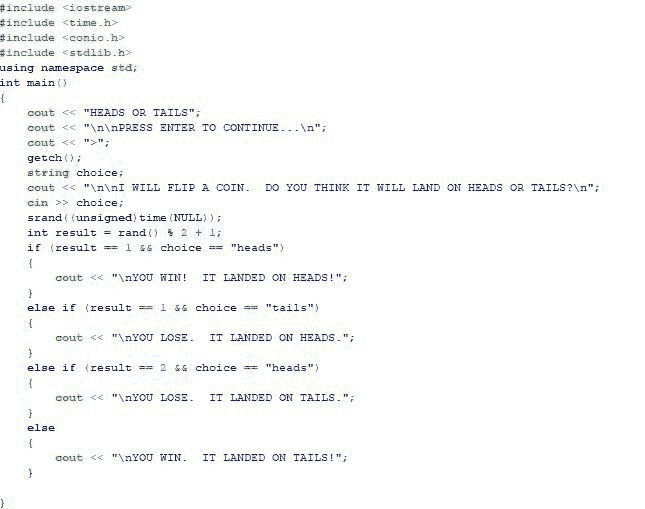 #include <iostream>
#include <time.h>
#include <conio.h>
#include <stdlib.h>
using namespace std;
int main()
{
    cout << "HEADS OR TAILS";
    cout << "\n\nPRESS ENTER TO CONTINUE...\n";
    cout << ">";
    getch();
    string choice;
    cout << "\n\nI WILL FLIP A COIN.  DO YOU THINK IT WILL LAND ON HEADS OR TAILS?\n";
    cin >> choice;
    srand((unsigned)time(NULL));
    int result = rand() % 2 + 1;
    if (result == 1 && choice == "heads")
    {
        cout << "\nYOU WIN!  IT LANDED ON HEADS!";
    }
    else if (result == 1 && choice == "tails")
    {
        cout << "\nYOU LOSE.  IT LANDED ON HEADS.";
    }
    else if (result == 2 && choice == "heads")
    {
        cout << "\nYOU LOSE.  IT LANDED ON TAILS.";
    }
    else
    {
        cout << "\nYOU WIN.  IT LANDED ON TAILS!";
    }
}